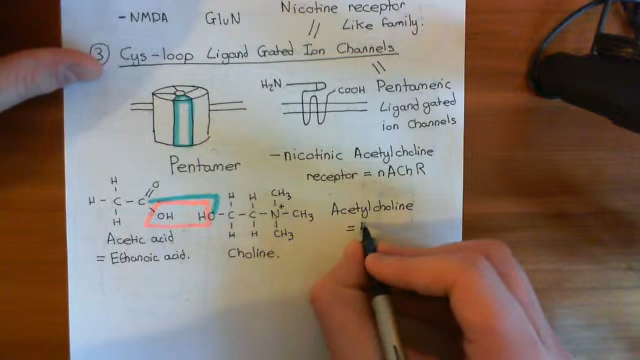 -NMDA GluN Nicotine receptor
// Like family.
③ Cys-loop Ligand Gated Ion Channels
//
H₂N COOH Pentameric
Ligand gated
ion Channels
Pentamer -nicotinic Acetylcholine
receptor = nAChR
H O H H CH₃
H-C-C OH HO-C-C-N⁺-CH₃ Acetylcholine
H H H CH₃ =
Acetic acid
= Ethanoic acid. Choline.